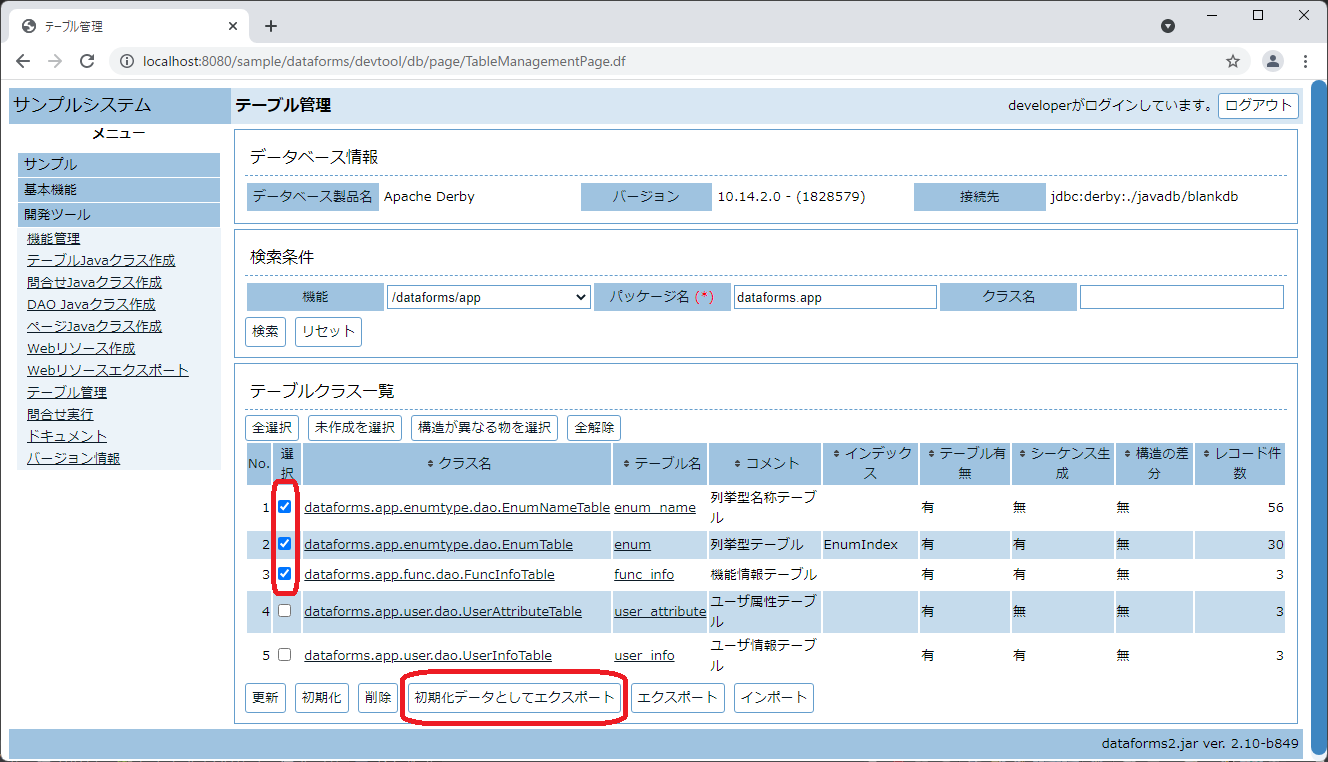 テーブル管理
localhost:8080/sample/dataforms/devtool/db/page/TableManagementPage.df
サンプルシステム
テーブル管理
developerがログインしています。 ログアウト
メニュー
サンプル
基本機能
開発ツール
機能管理
テーブルJavaクラス作成
問合せJavaクラス作成
DAO Javaクラス作成
ページJavaクラス作成
Webリソース作成
Webリソースエクスポート
テーブル管理
問合せ実行
ドキュメント
バージョン情報
データベース情報
データベース製品名 Apache Derby バージョン 10.14.2.0 - (1828579) 接続先 jdbc:derby:./javadb/blankdb
検索条件
機能 /dataforms/app パッケージ名 (*) dataforms.app クラス名
検索 リセット
テーブルクラス一覧
全選択 未作成を選択 構造が異なる物を選択 全解除
No. 選択 クラス名 テーブル名 コメント インデックス テーブル有無 シーケンス生成 構造の差分 レコード件数
1 dataforms.app.enumtype.dao.EnumNameTable enum_name 列挙型名称テーブル 有 無 無 56
2 dataforms.app.enumtype.dao.EnumTable enum 列挙型テーブル EnumIndex 有 有 無 30
3 dataforms.app.func.dao.FuncInfoTable func_info 機能情報テーブル 有 有 無 3
4 dataforms.app.user.dao.UserAttributeTable user_attribute ユーザ属性テーブル 有 無 無 3
5 dataforms.app.user.dao.UserInfoTable user_info ユーザ情報テーブル 有 有 無 3
更新 初期化 削除 初期化データとしてエクスポート エクスポート インポート
dataforms2.jar ver. 2.10-b849